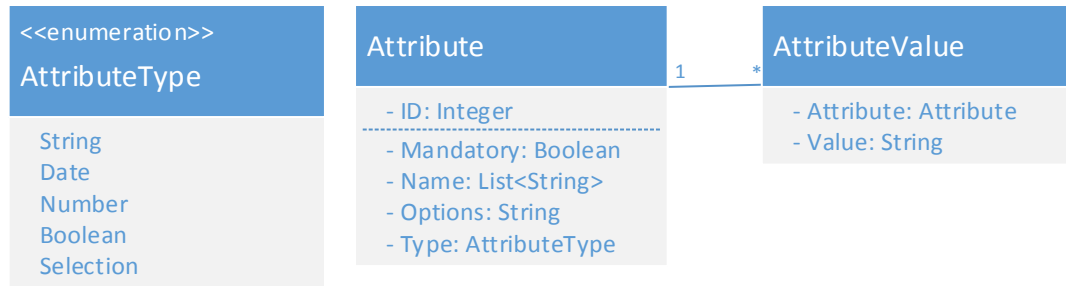 <<enumeration>>
AttributeType
String
Date
Number
Boolean
Selection
Attribute
- ID: Integer
- Mandatory: Boolean
- Name: List<String>
- Options: String
- Type: AttributeType
1
*
AttributeValue
- Attribute: Attribute
- Value: String